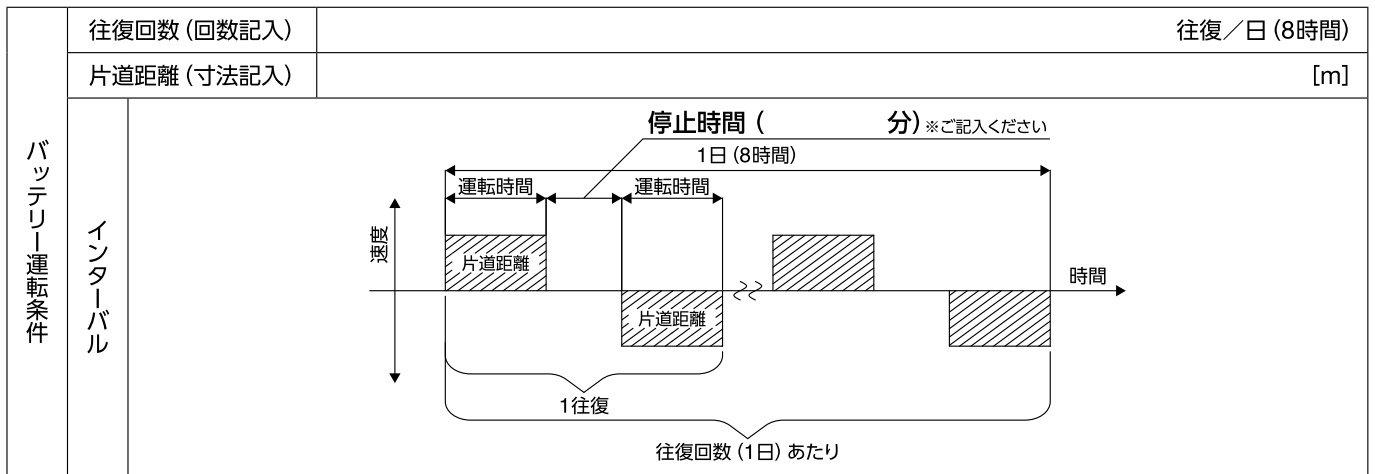 バッテリー運転条件
往復回数（回数記入）
往復／日（8時間）
片道距離（寸法記入）
[m]
インターバル
停止時間（　　　　　分）※ご記入ください
1日（8時間）
運転時間
運転時間
速度
片道距離
時間
片道距離
1往復
往復回数（1日）あたり